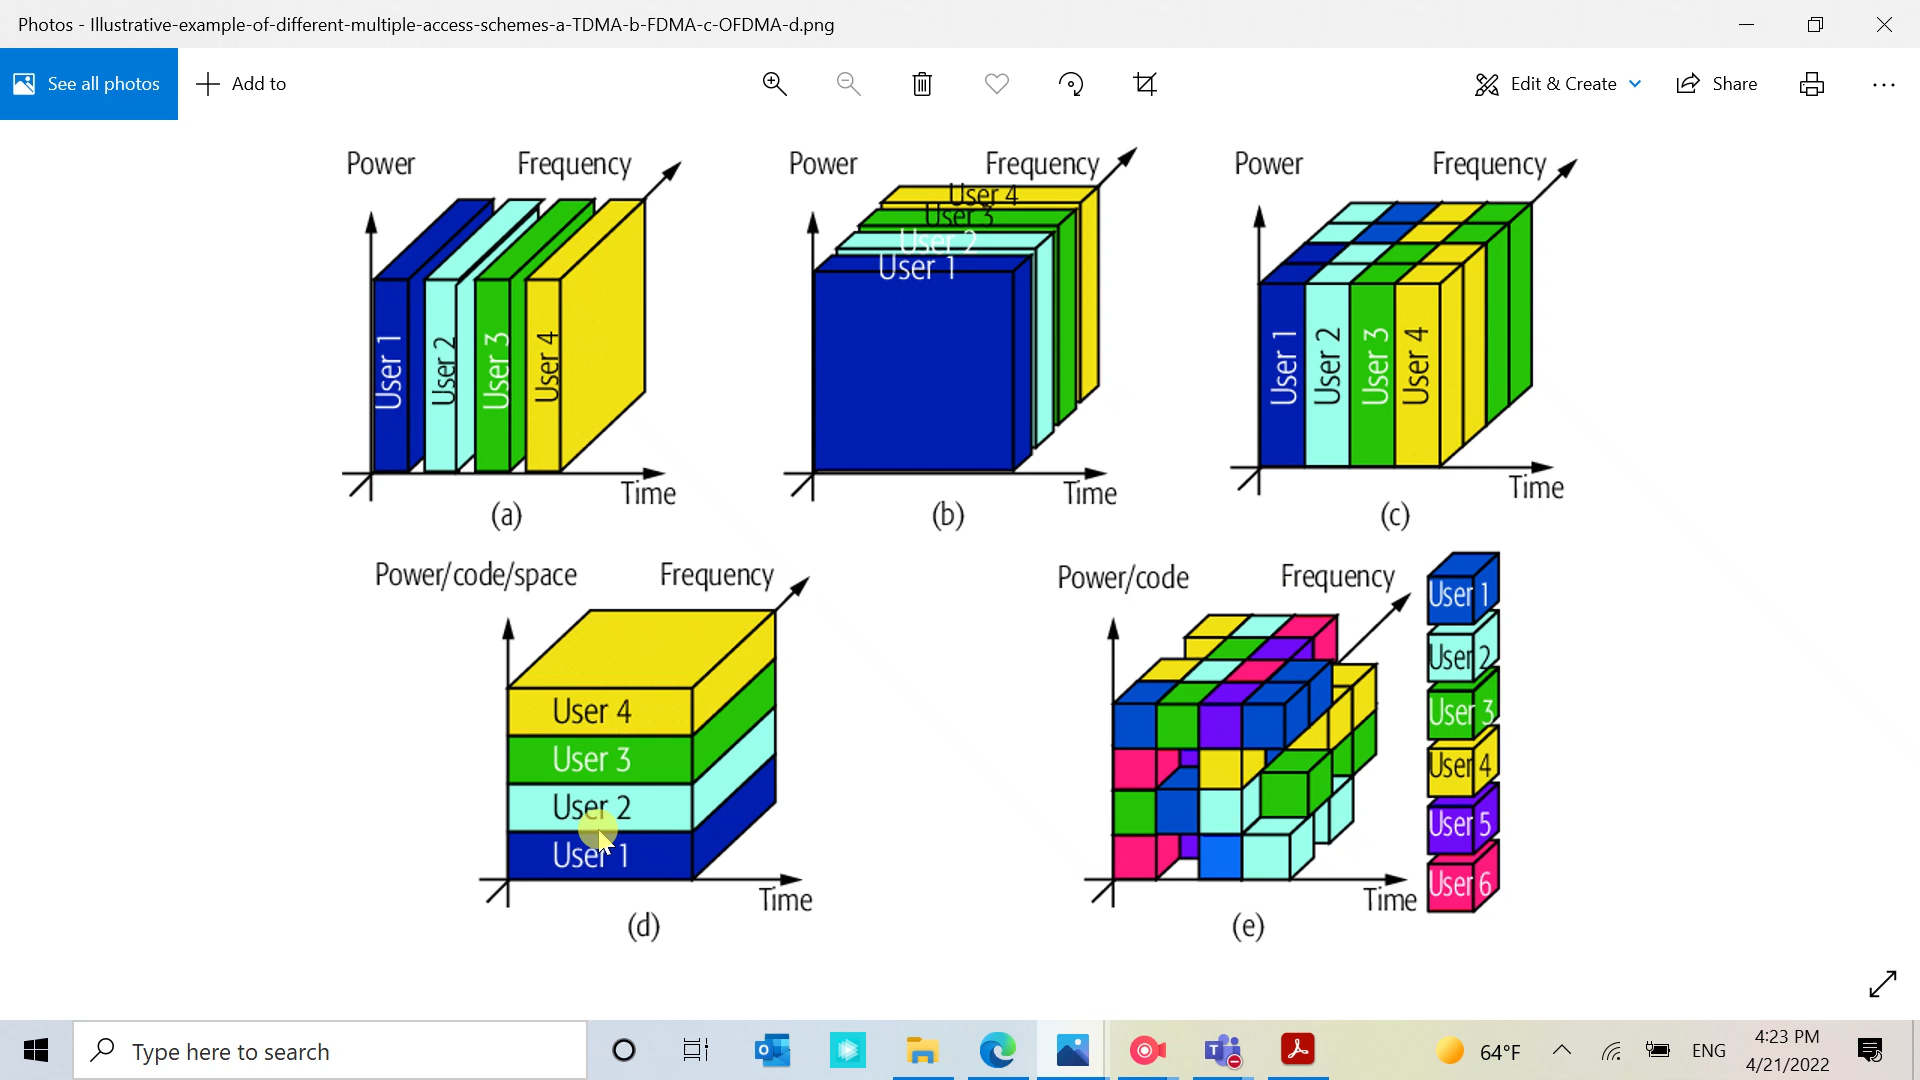 Photos - Illustrative-example-of-different-multiple-access-schemes-a-TDMA-b-FDMA-c-OFDMA-d.png
See all photos
Add to
Edit & Create
Share
Power
Frequency
User 1
User 2
User 3
User 4
Time
(a)
Power
Frequency
User 4
User 3
User 2
User 1
Time
(b)
Power
Frequency
User 1
User 2
User 3
User 4
Time
(c)
Power/code/space
Frequency
User 4
User 3
User 2
User 1
Time
(d)
Power/code
Frequency
Time
(e)
User 1
User 2
User 3
User 4
User 5
User 6
Type here to search
64°F
ENG
4:23 PM
4/21/2022